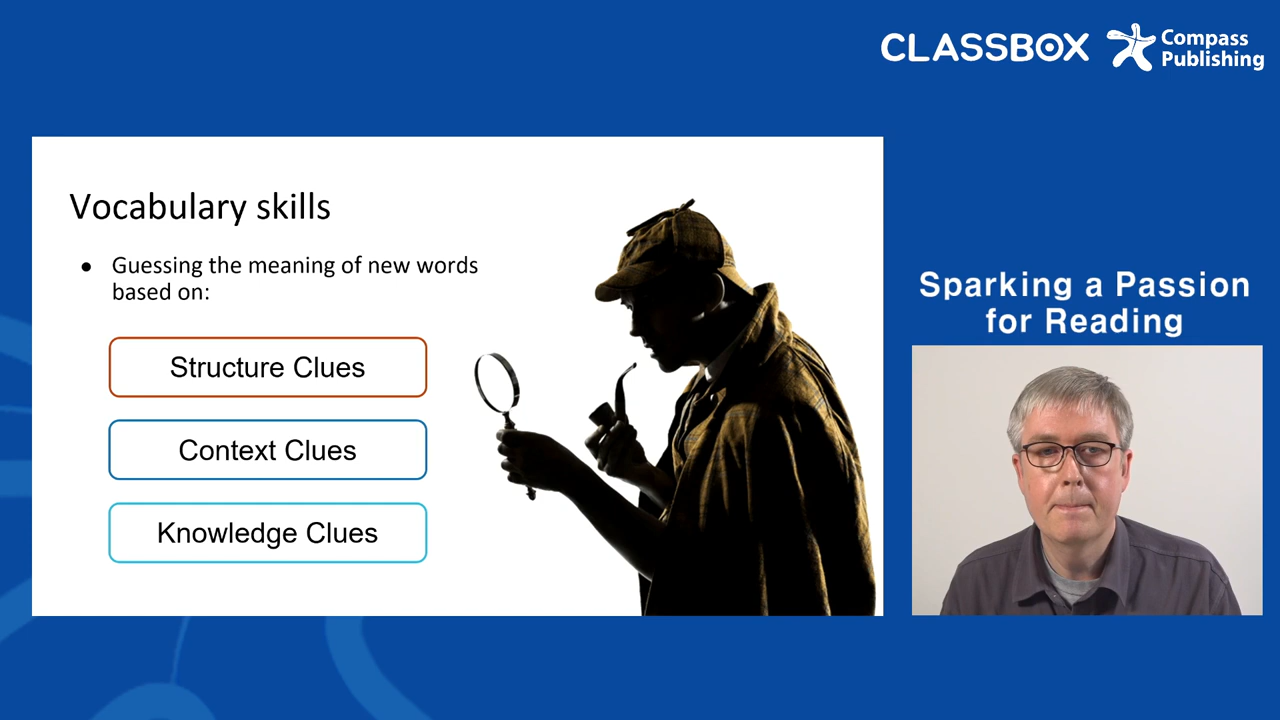 CLASSBOX
Compass
Publishing
Vocabulary skills
● Guessing the meaning of new words
based on:
Structure Clues
Context Clues
Knowledge Clues
Sparking a Passion
for Reading